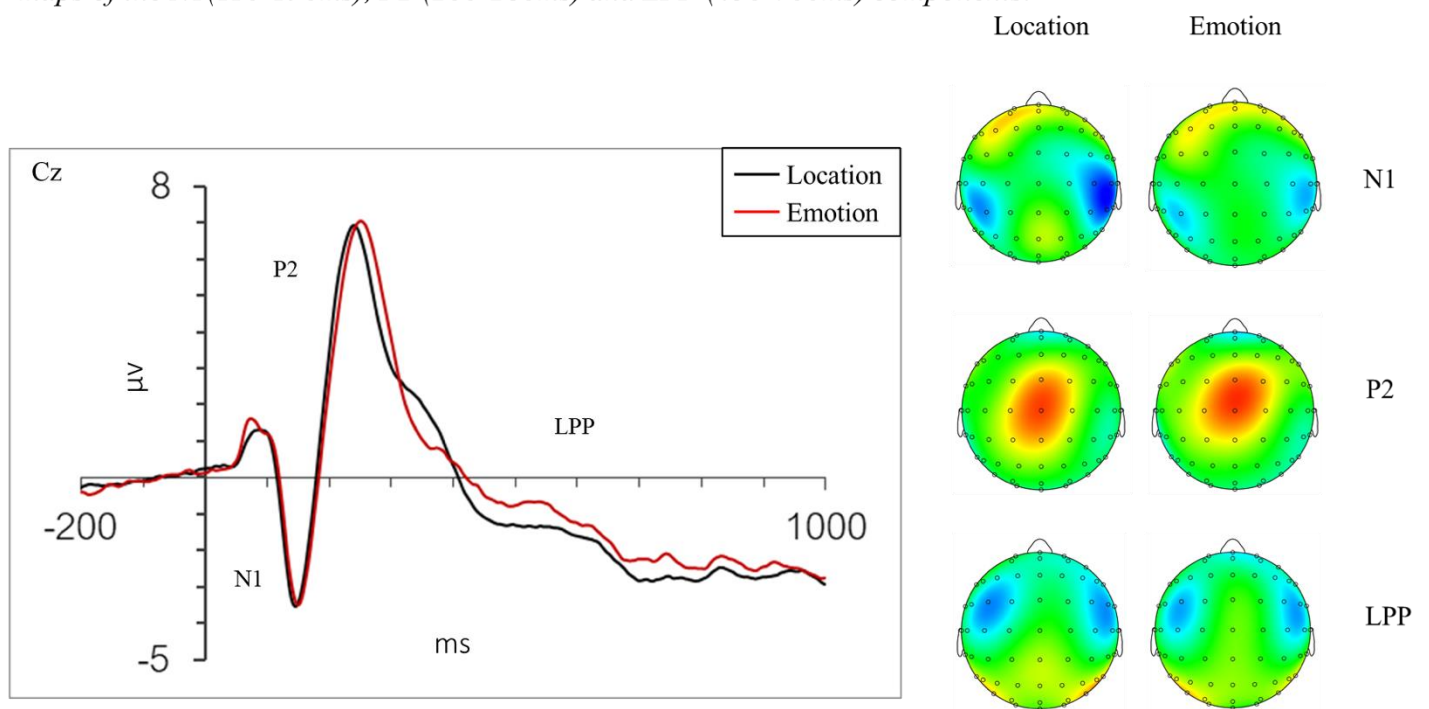 Location Emotion
Cz
8
Location
Emotion
N1
P2
μv
P2
LPP
-200
1000
N1
ms
LPP
-5